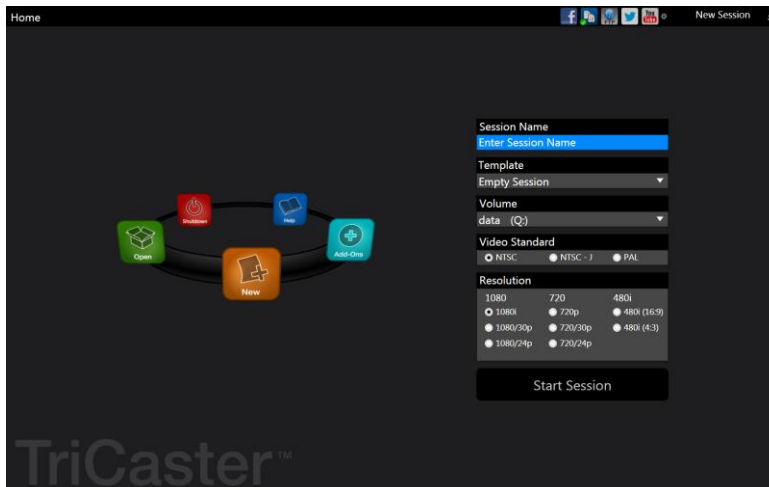 Home
New Session
Session Name
Enter Session Name
Template
Empty Session
Volume
data (Q:)
Video Standard
NTSC NTSC - J PAL
Resolution
1080 720 480i
1080i 720p 480i (16:9)
1080/30p 720/30p 480i (4:3)
1080/24p 720/24p
Start Session
Shutdown
Help
Open
Add-Ons
New
TriCaster™